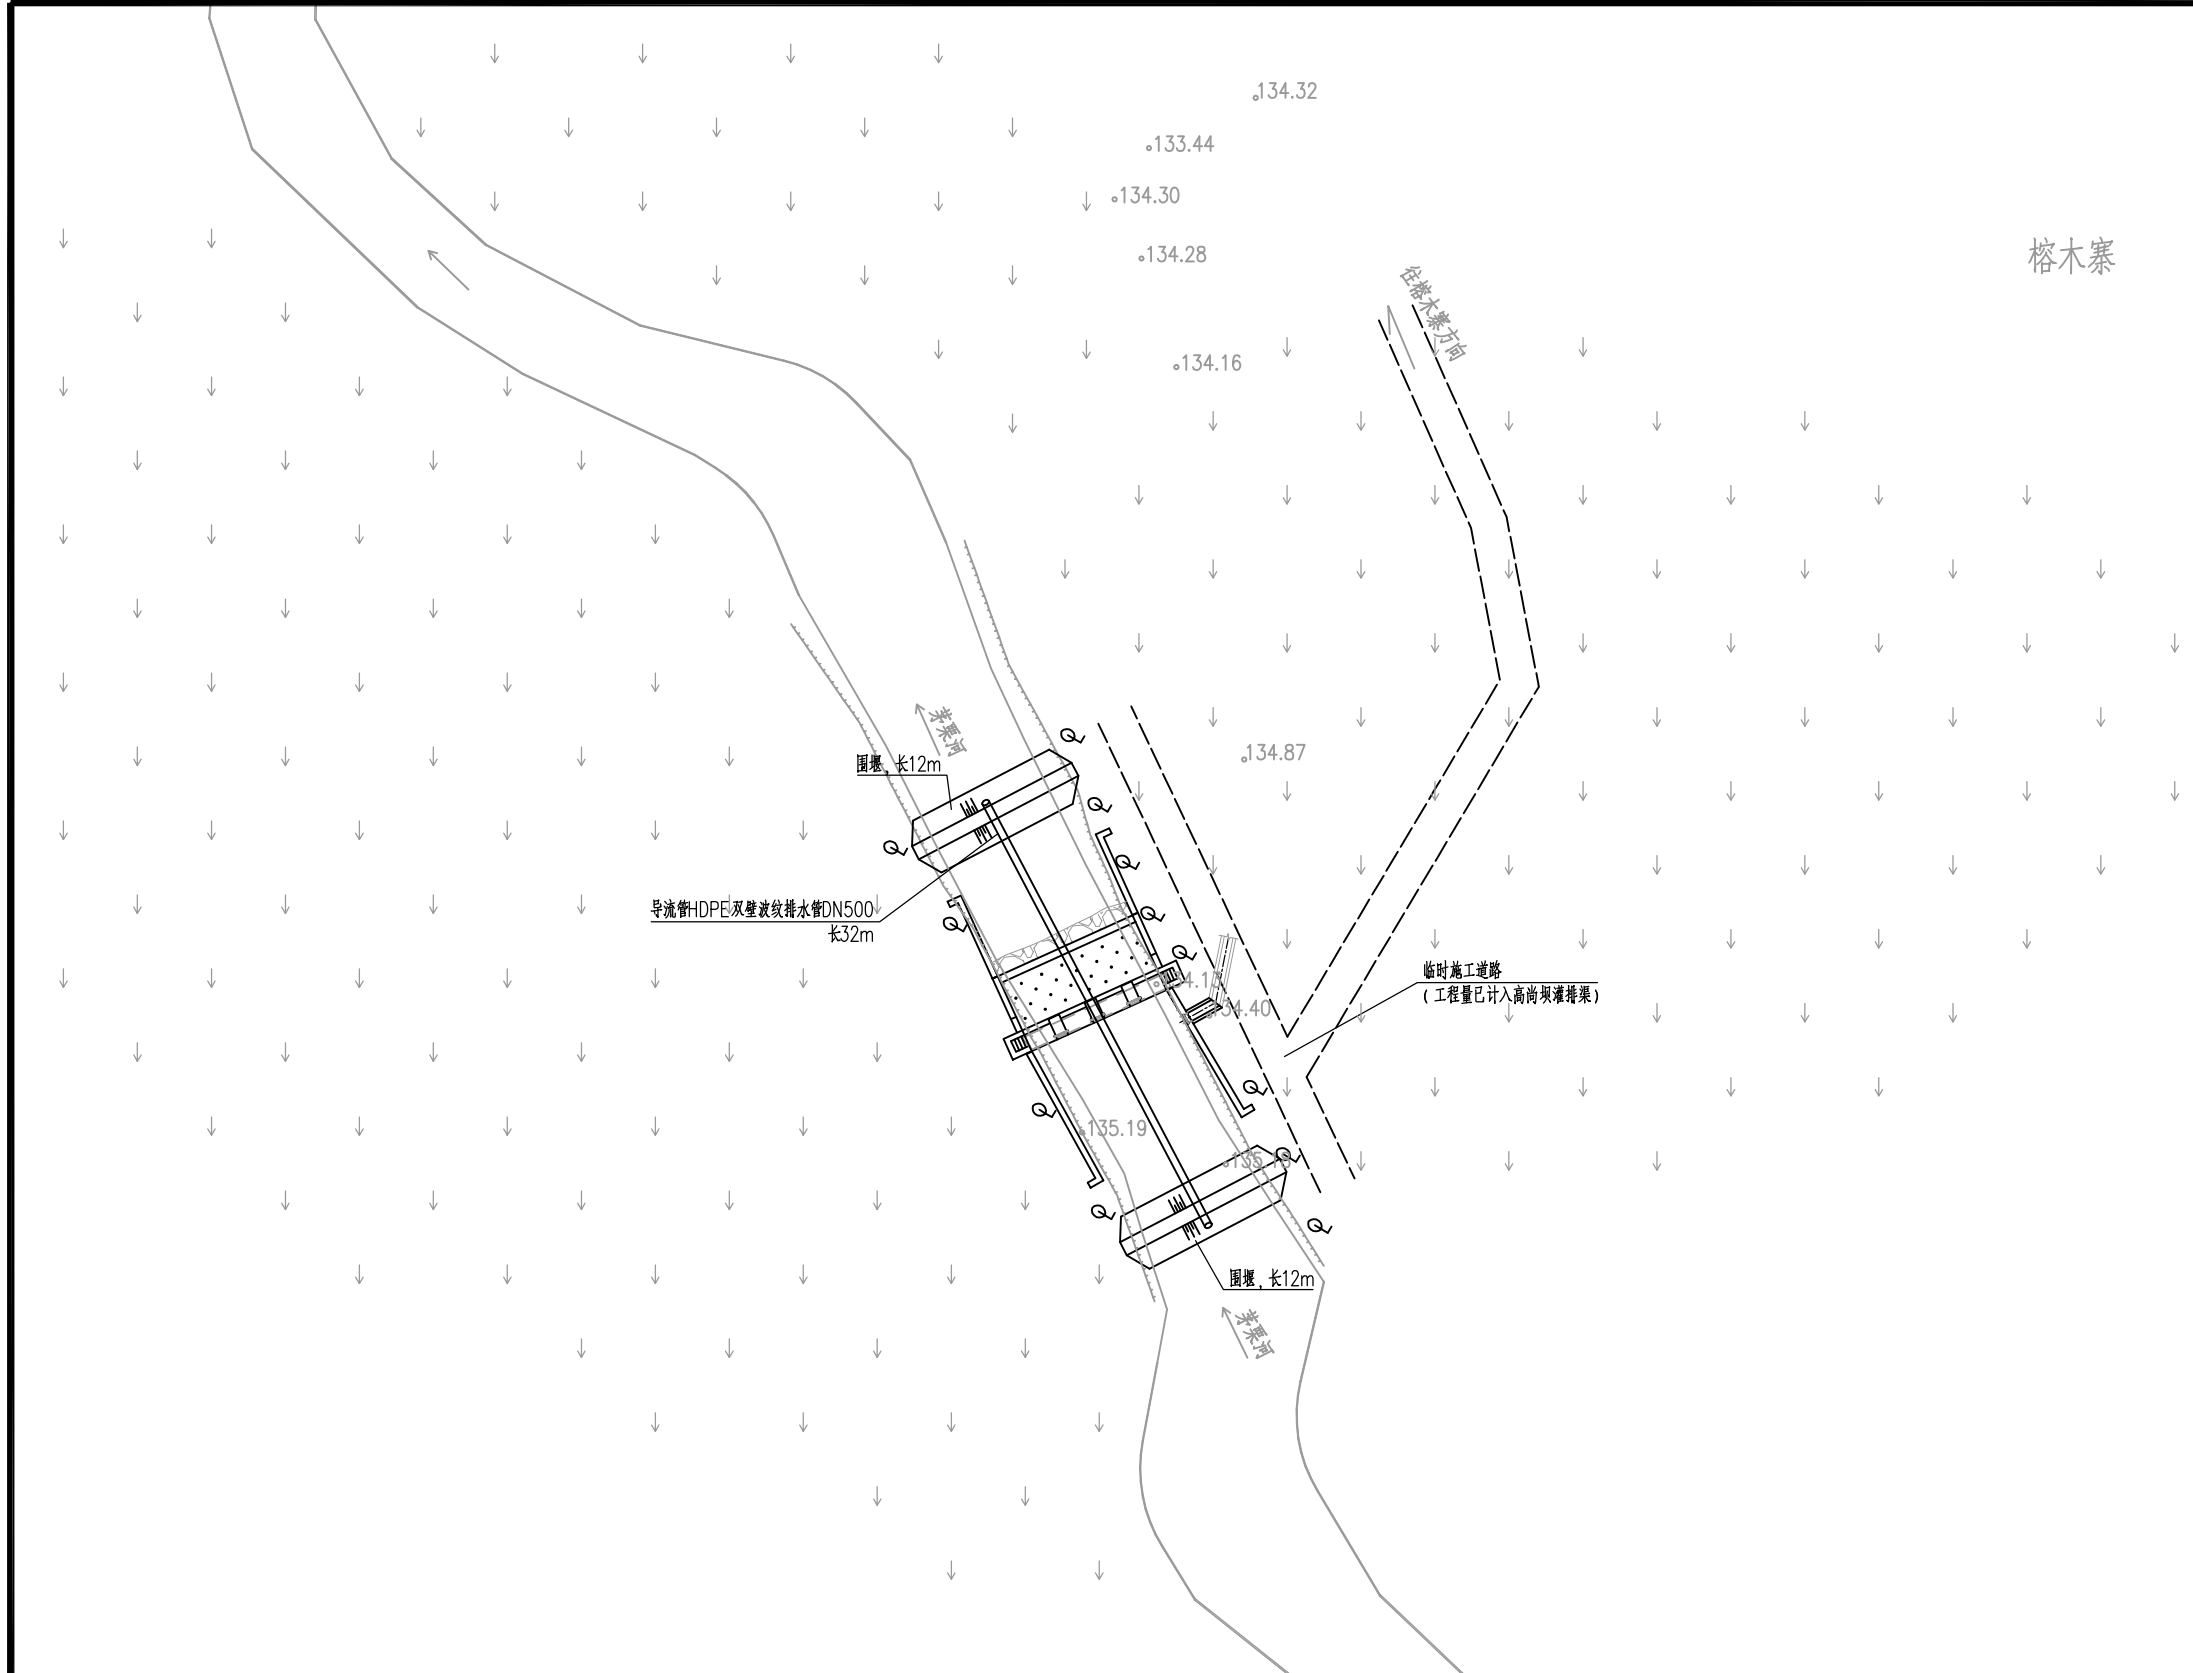 134.32
133.44
134.30
134.28
榕木寨
往榕木寨方向
134.16
茅栗河
134.87
围堰，长12m
导流管HDPE双壁波纹排水管DN500
长32m
临时施工道路
（工程量已计入高尚坝灌排渠）
134.40
135.19
围堰，长12m
茅栗河